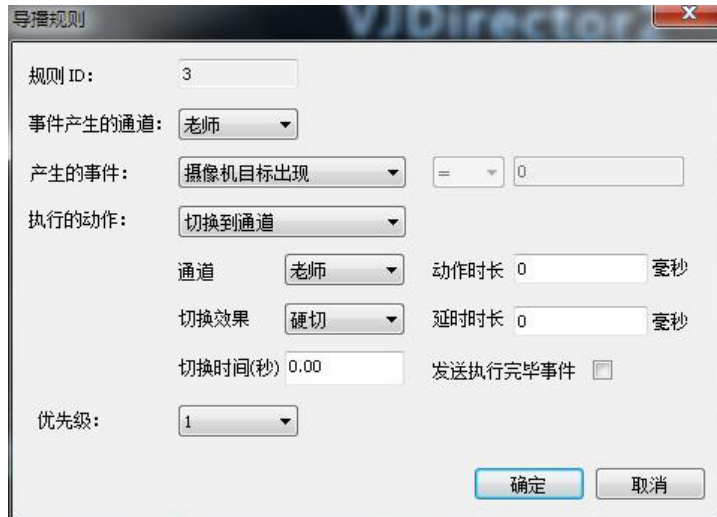 导播规则
VJDirector2
规则 ID： 3
事件产生的通道： 老师
产生的事件： 摄像机目标出现 = 0
执行的动作： 切换到通道
通道 老师 动作时长 0 毫秒
切换效果 硬切 延时时长 0 毫秒
切换时间(秒) 0.00 发送执行完毕事件
优先级： 1
确定 取消